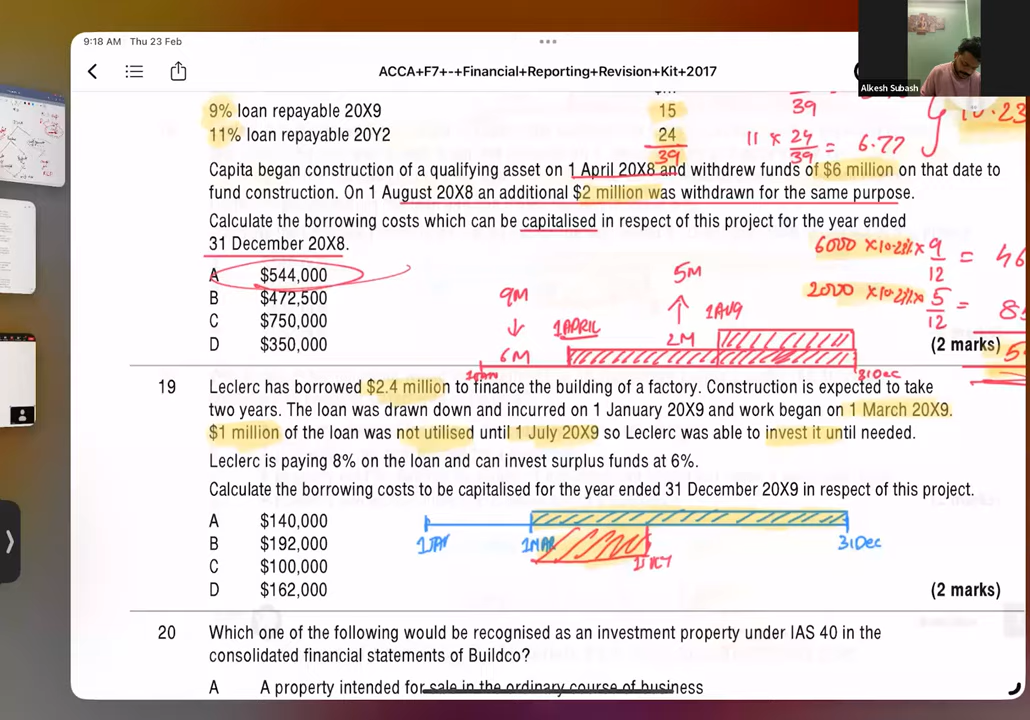 9:18 AM Thu 23 Feb
ACCA+F7+-+Financial+Reporting+Revision+Kit+2017
Alkesh Subash
9% loan repayable 20X9 15
11% loan repayable 20Y2 24
39
39
11 × 24/39 = 6.77
10.23
Capita began construction of a qualifying asset on 1 April 20X8 and withdrew funds of $6 million on that date to
fund construction. On 1 August 20X8 an additional $2 million was withdrawn for the same purpose.
Calculate the borrowing costs which can be capitalised in respect of this project for the year ended
31 December 20X8.
6000 × 10.23% × 9/12 = 46
A $544,000
B $472,500
C $750,000
D $350,000
2000 × 10.23% × 5/12 = 8
(2 marks)
9M
6M
1 APRIL
5M
2M
1 AUG
1 JAN
31 Dec
19 Leclerc has borrowed $2.4 million to finance the building of a factory. Construction is expected to take
two years. The loan was drawn down and incurred on 1 January 20X9 and work began on 1 March 20X9.
$1 million of the loan was not utilised until 1 July 20X9 so Leclerc was able to invest it until needed.
Leclerc is paying 8% on the loan and can invest surplus funds at 6%.
Calculate the borrowing costs to be capitalised for the year ended 31 December 20X9 in respect of this project.
A $140,000
B $192,000
C $100,000
D $162,000
1 JAN
1 MAR
31 Dec
(2 marks)
20 Which one of the following would be recognised as an investment property under IAS 40 in the
consolidated financial statements of Buildco?
A A property intended for sale in the ordinary course of business